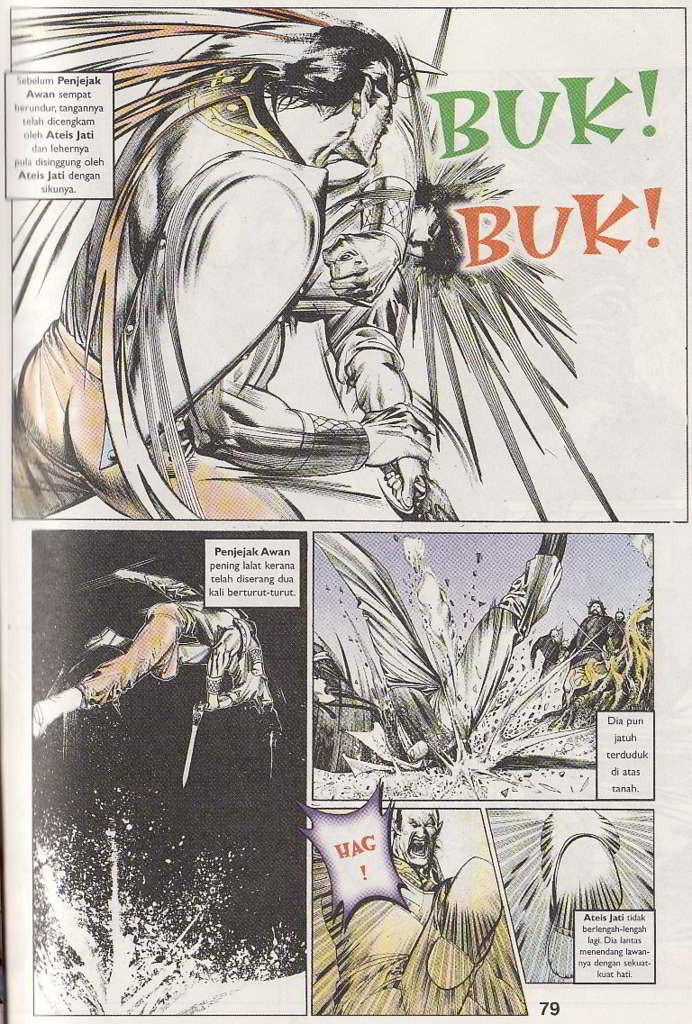 Sebelum Penjejak
Awan sempat
berundur, tangannya
telah dicengkam
oleh Ateis Jati
dan lehernya
pula disinggung oleh
Ateis Jati dengan
sikunya.
BUK!
BUK!
Penjejak Awan
pening lalat kerana
telah diserang dua
kali berturut-turut.
Dia pun
jatuh
terduduk
di atas
tanah.
HAG
!
Ateis Jati tidak
berlengah-lengah
lagi. Dia lantas
menendang lawan-
nya dengan sekuat-
kuat hati.
79